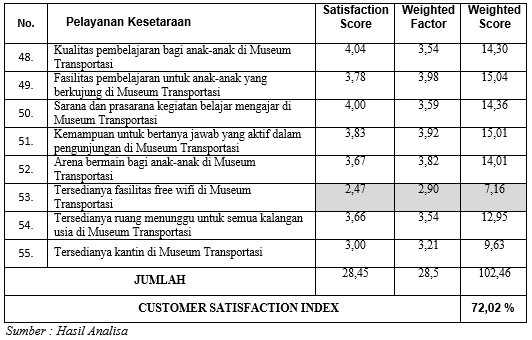 No. Pelayanan Kesetaraan Satisfaction Score Weighted Factor Weighted Score
48. Kualitas pembelajaran bagi anak-anak di Museum Transportasi 4,04 3,54 14,30
49. Fasilitas pembelajaran untuk anak-anak yang berkujung di Museum Transportasi 3,78 3,98 15,04
50. Sarana dan prasarana kegiatan belajar mengajar di Museum Transportasi 4,00 3,59 14,36
51. Kemampuan untuk bertanya jawab yang aktif dalam pengunjungan di Museum Transportasi 3,83 3,92 15,01
52. Arena bermain bagi anak-anak di Museum Transportasi 3,67 3,82 14,01
53. Tersedianya fasilitas free wifi di Museum Transportasi 2,47 2,90 7,16
54. Tersedianya ruang menunggu untuk semua kalangan usia di Museum Transportasi 3,66 3,54 12,95
55. Tersedianya kantin di Museum Transportasi 3,00 3,21 9,63
JUMLAH 28,45 28,5 102,46
CUSTOMER SATISFACTION INDEX 72,02 %
Sumber : Hasil Analisa